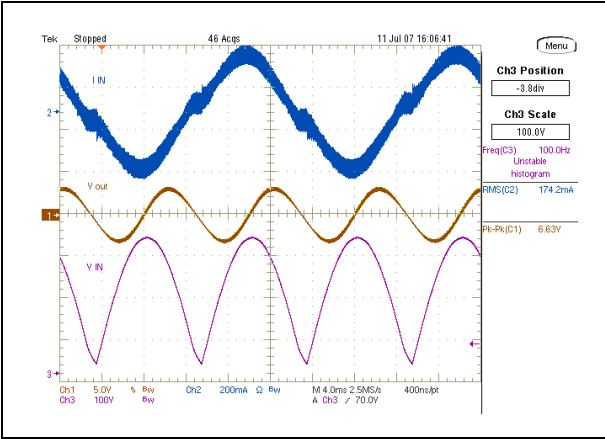 Tek Stopped 46 Acqs 11 Jul 07 16:06:41
Menu
Ch3 Position
-3.8div
Ch3 Scale
100.0V
Freq(C3) 100.0Hz
Unstable
histogram
RMS(C2) 174.2mA
Pk-Pk(C1) 6.63V
I IN
2
V out
1
V IN
3
Ch1 5.0V % Bw Ch2 200mA Ω Bw M 4.0ms 2.5MS/s 400ns/pt
Ch3 100V Bw A Ch3 ∕ 70.0V